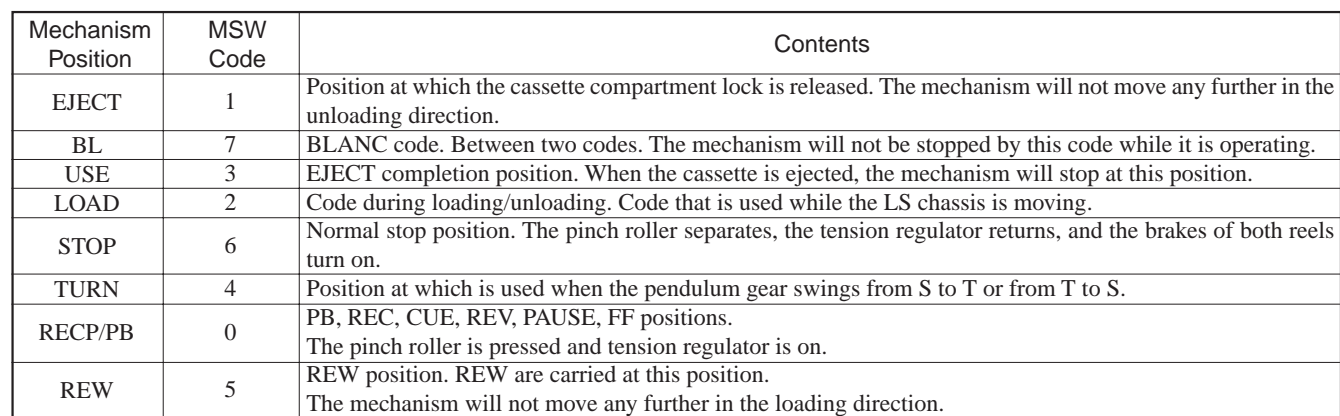 Mechanism Position MSW Code Contents
EJECT 1 Position at which the cassette compartment lock is released. The mechanism will not move any further in the
unloading direction.
BL 7 BLANC code. Between two codes. The mechanism will not be stopped by this code while it is operating.
USE 3 EJECT completion position. When the cassette is ejected, the mechanism will stop at this position.
LOAD 2 Code during loading/unloading. Code that is used while the LS chassis is moving.
STOP 6 Normal stop position. The pinch roller separates, the tension regulator returns, and the brakes of both reels
turn on.
TURN 4 Position at which is used when the pendulum gear swings from S to T or from T to S.
RECP/PB 0 PB, REC, CUE, REV, PAUSE, FF positions.
The pinch roller is pressed and tension regulator is on.
REW 5 REW position. REW are carried at this position.
The mechanism will not move any further in the loading direction.